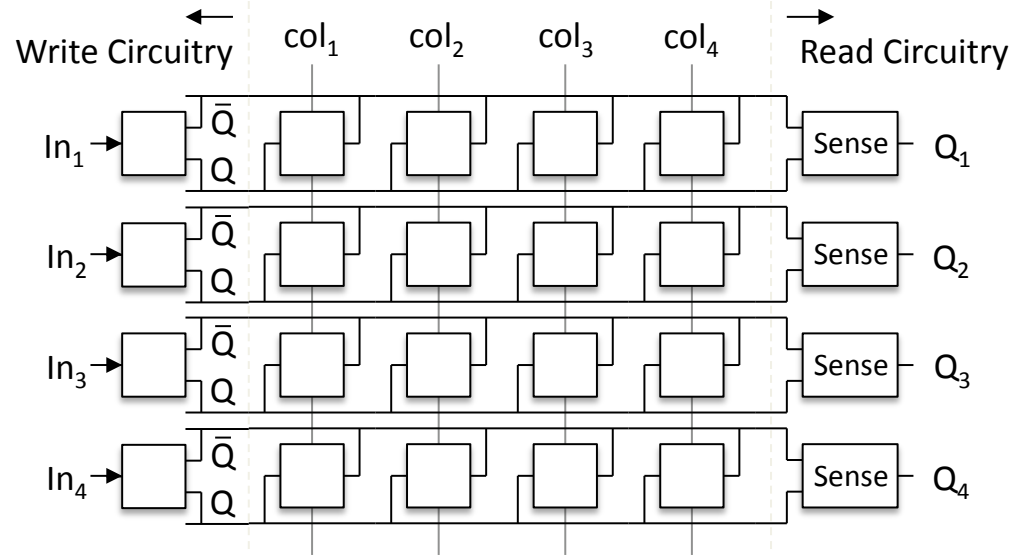 Write Circuitry
col₁ col₂ col₃ col₄
Read Circuitry
In₁ Q̄ Q Sense Q₁
In₂ Q̄ Q Sense Q₂
In₃ Q̄ Q Sense Q₃
In₄ Q̄ Q Sense Q₄